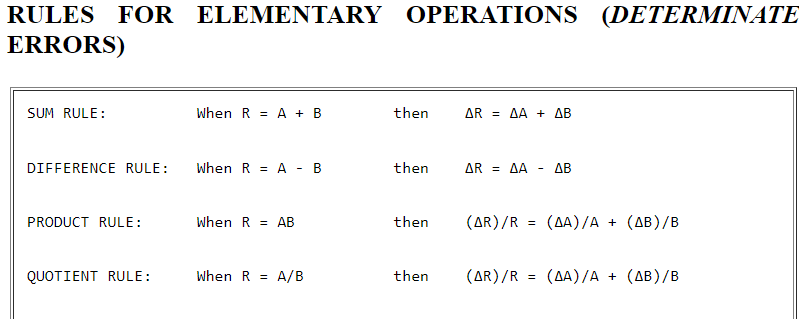 RULES FOR ELEMENTARY OPERATIONS (DETERMINATE
ERRORS)
SUM RULE: When R = A + B then ΔR = ΔA + ΔB
DIFFERENCE RULE: When R = A - B then ΔR = ΔA - ΔB
PRODUCT RULE: When R = AB then (ΔR)/R = (ΔA)/A + (ΔB)/B
QUOTIENT RULE: When R = A/B then (ΔR)/R = (ΔA)/A + (ΔB)/B